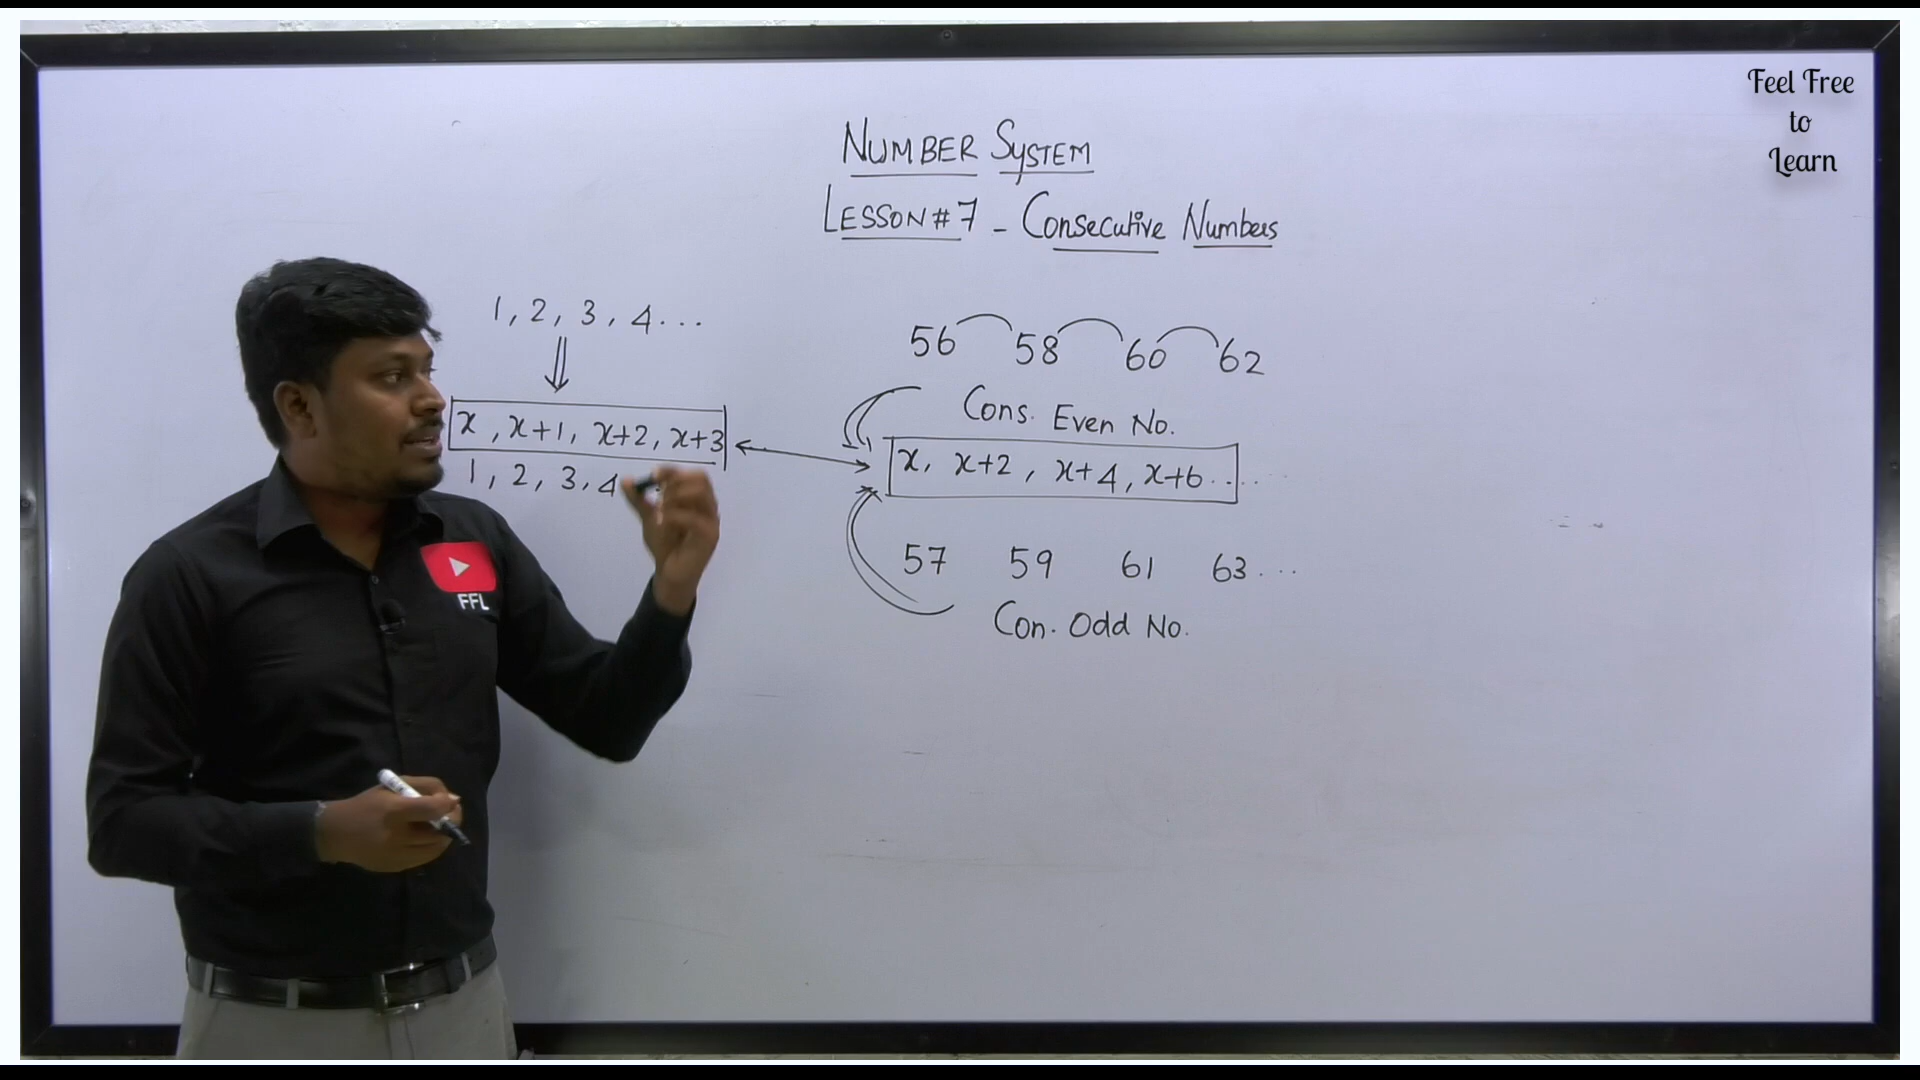 Feel Free
to
Learn
NUMBER SYSTEM
LESSON # 7 - Consecutive Numbers
1, 2, 3, 4...
x, x+1, x+2, x+3
1, 2, 3, 4
56 58 60 62
Cons. Even No.
x, x+2, x+4, x+6....
57 59 61 63...
Con. Odd No.
FFL